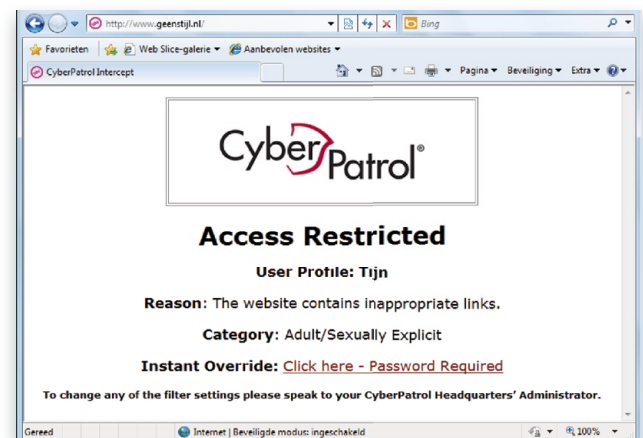 http://www.geenstijl.nl/ Bing
Favorieten Web Slice-galerie Aanbevolen websites
CyberPatrol Intercept Pagina Beveiliging Extra
CyberPatrol®
Access Restricted
User Profile: Tijn
Reason: The website contains inappropriate links.
Category: Adult/Sexually Explicit
Instant Override: Click here - Password Required
To change any of the filter settings please speak to your CyberPatrol Headquarters' Administrator.
Gereed Internet | Beveiligde modus: ingeschakeld 100%